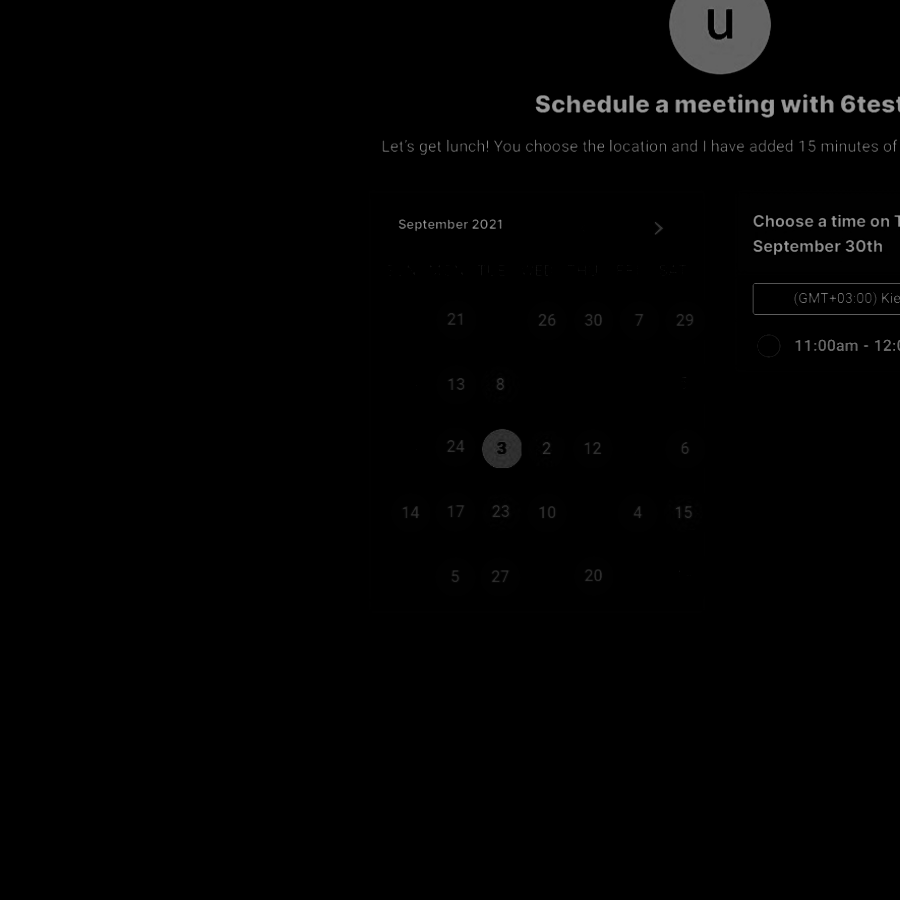 u
Schedule a meeting with 6test
Let's get lunch! You choose the location and I have added 15 minutes of
September 2021
Choose a time on T
September 30th
(GMT+03:00) Kie
11:00am - 12:0
21 26 30 7 29
13 8
24 3 2 12 6
14 17 23 10 4 15
5 27 20